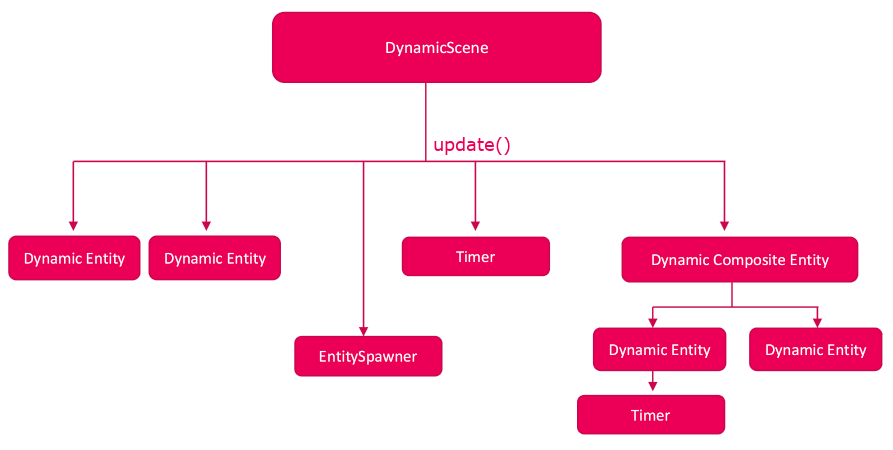 DynamicScene
update()
Dynamic Entity
Dynamic Entity
Timer
Dynamic Composite Entity
EntitySpawner
Dynamic Entity
Dynamic Entity
Timer